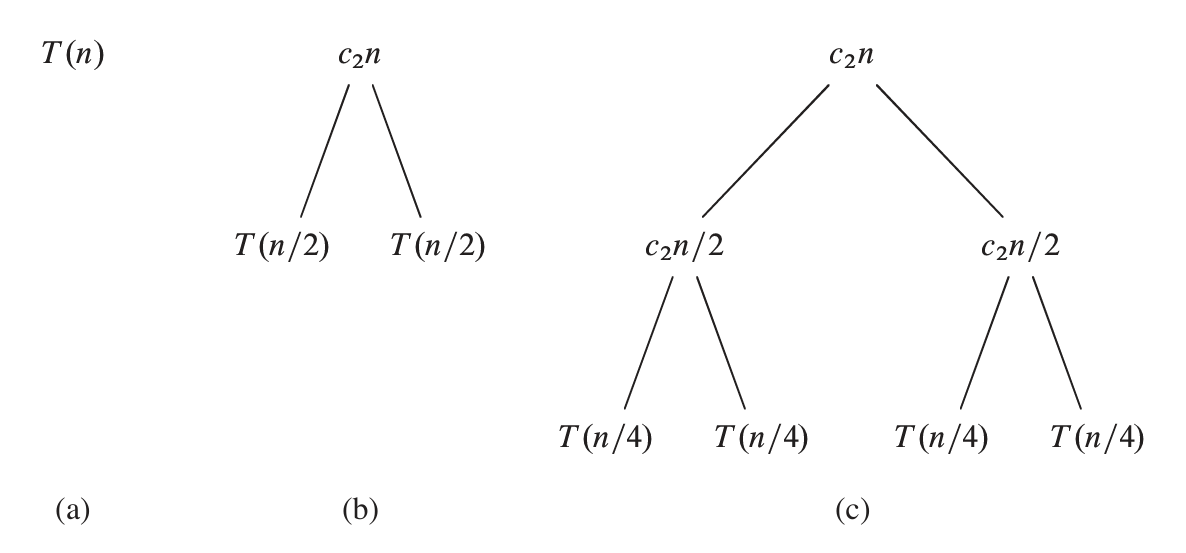 T(n) c₂n c₂n
T(n/2) T(n/2) c₂n/2 c₂n/2
T(n/4) T(n/4) T(n/4) T(n/4)
(a) (b) (c)